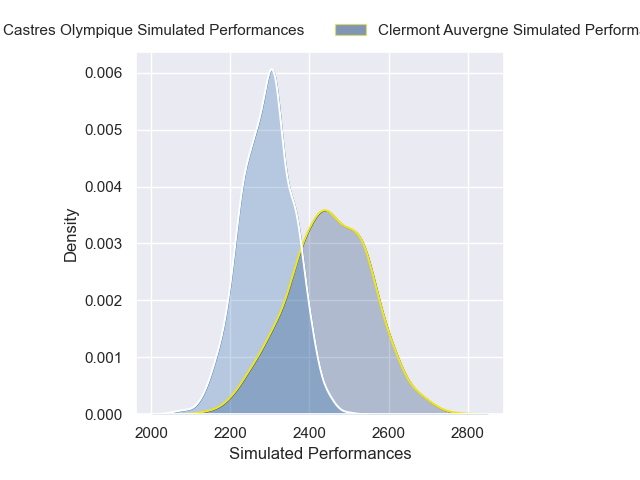 Castres Olympique Simulated Performances
Clermont Auvergne Simulated Perform
0.006
0.005
0.004
0.003
0.002
0.001
0.000
Density
2000 2200 2400 2600 2800
Simulated Performances